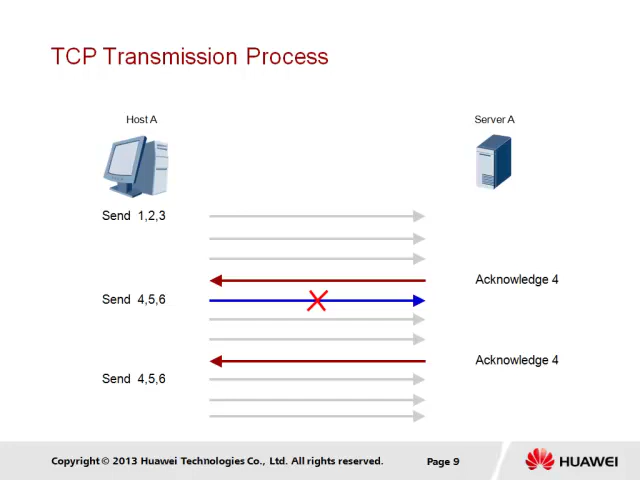 TCP Transmission Process
Host A
Server A
Send 1,2,3
Acknowledge 4
Send 4,5,6
Acknowledge 4
Send 4,5,6
Copyright © 2013 Huawei Technologies Co., Ltd. All rights reserved.
Page 9
HUAWEI